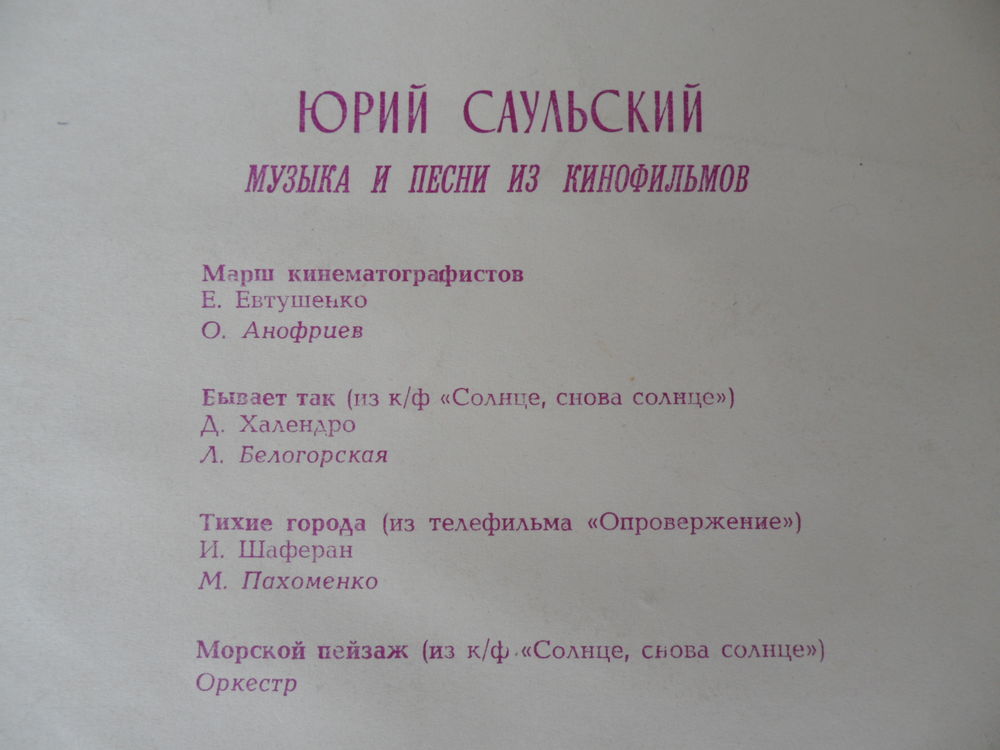 ЮРИЙ САУЛЬСКИЙ
МУЗЫКА И ПЕСНИ ИЗ КИНОФИЛЬМОВ
Марш кинематографистов
Е. Евтушенко
О. Анофриев
Бывает так (из к/ф «Солнце, снова солнце»)
Д. Халендро
Л. Белогорская
Тихие города (из телефильма «Опровержение»)
И. Шаферан
М. Пахоменко
Морской пейзаж (из к/ф «Солнце, снова солнце»)
Оркестр